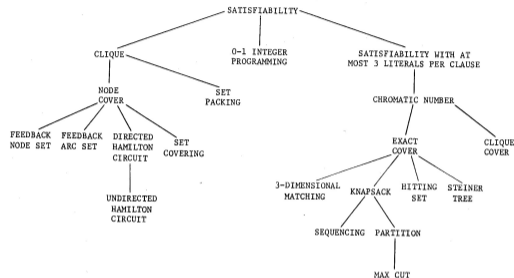 SATISFIABILITY
CLIQUE
0-1 INTEGER
PROGRAMMING
SATISFIABILITY WITH AT
MOST 3 LITERALS PER CLAUSE
NODE
COVER
SET
PACKING
CHROMATIC NUMBER
FEEDBACK
NODE SET
FEEDBACK
ARC SET
DIRECTED
HAMILTON
CIRCUIT
SET
COVERING
EXACT
COVER
CLIQUE
COVER
UNDIRECTED
HAMILTON
CIRCUIT
3-DIMENSIONAL
MATCHING
KNAPSACK
HITTING
SET
STEINER
TREE
SEQUENCING
PARTITION
MAX CUT